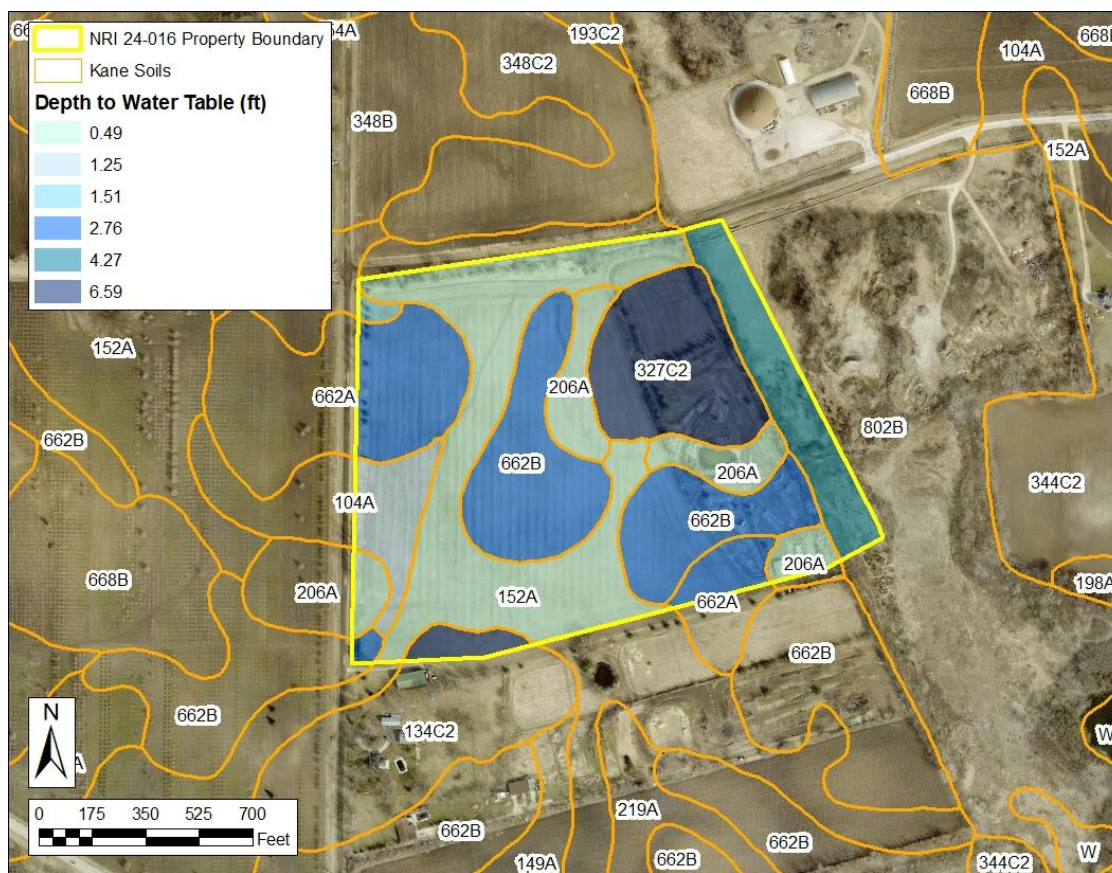 NRI 24-016 Property Boundary
Kane Soils
Depth to Water Table (ft)
0.49
1.25
1.51
2.76
4.27
6.59
193C2
348C2
104A
668B
348B
152A
152A
327C2
662A
206A
802B
662B
662B
206A
344C2
662B
104A
206A
668B
206A
152A
662A
198A
662B
662B
134C2
W
W
219A
662B
662B
149A
662B
344C2
N
0 175 350 525 700
Feet